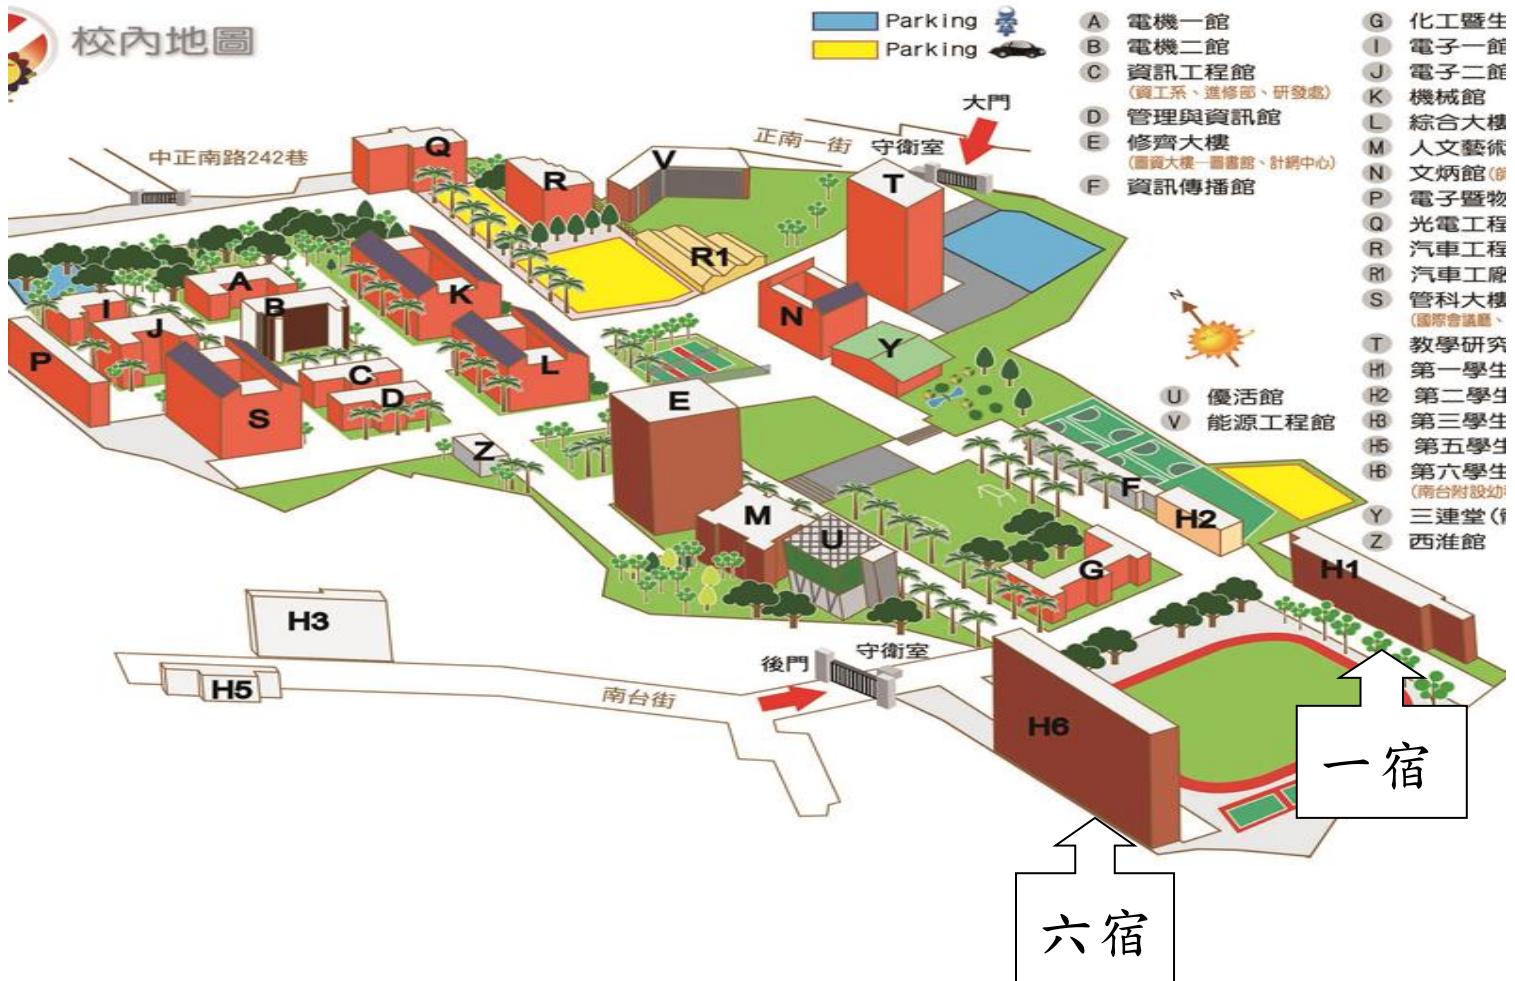 校內地圖
Parking
Parking
A 電機一館
B 電機二館
C 資訊工程館
(資工系、進修部、研發處)
D 管理與資訊館
E 修齊大樓
(圖資大樓—圖書館、計網中心)
F 資訊傳播館
G 化工暨生
I 電子一館
J 電子二館
K 機械館
L 綜合大樓
M 人文藝術
N 文炳館
P 電子暨物
Q 光電工程
R 汽車工程
R1 汽車工廠
S 管科大樓
(國際會議廳、
T 教學研究
H1 第一學生
H2 第二學生
H3 第三學生
H5 第五學生
H6 第六學生
(南台附設幼
Y 三連堂(
Z 西淮館
U 優活館
V 能源工程館
大門
守衛室
正南一街
中正南路242巷
N
Q
R
V
T
R1
A
B
I
J
K
P
C
D
S
L
N
Y
E
Z
M
U
F
H2
G
H1
H3
H5
後門
守衛室
南台街
H6
一宿
六宿